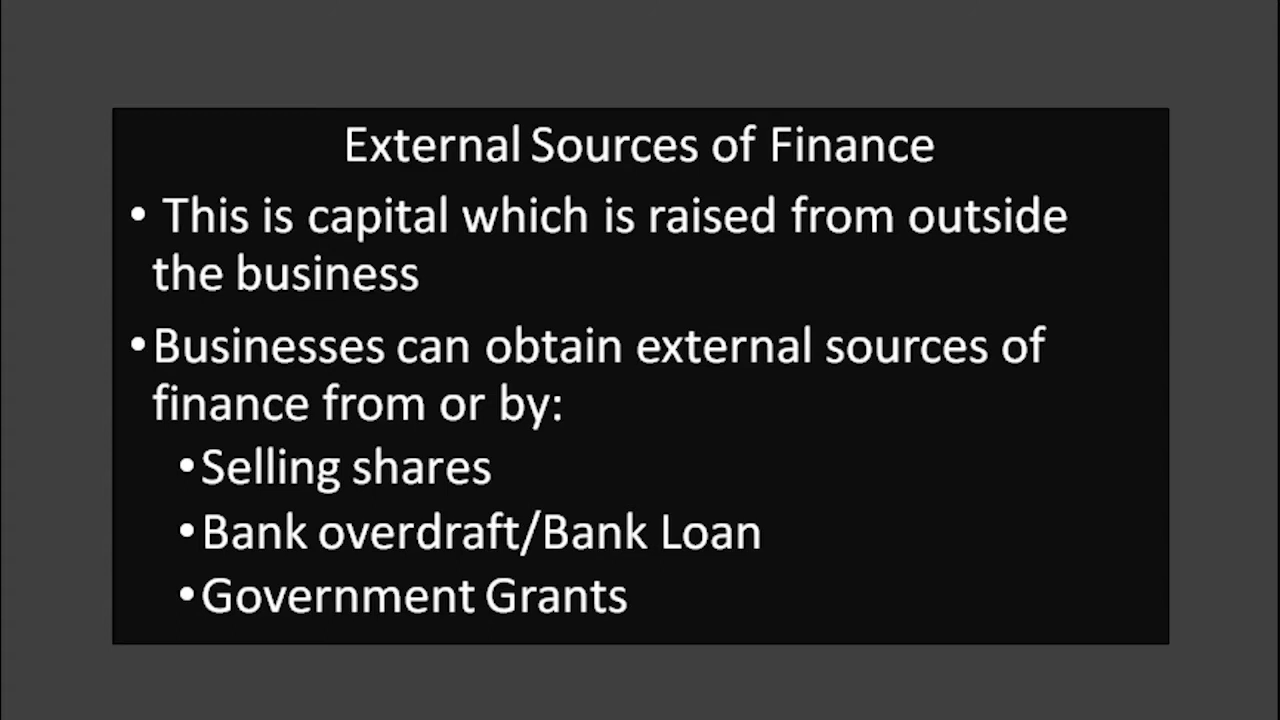 External Sources of Finance
• This is capital which is raised from outside
the business
•Businesses can obtain external sources of
finance from or by:
•Selling shares
•Bank overdraft/Bank Loan
•Government Grants